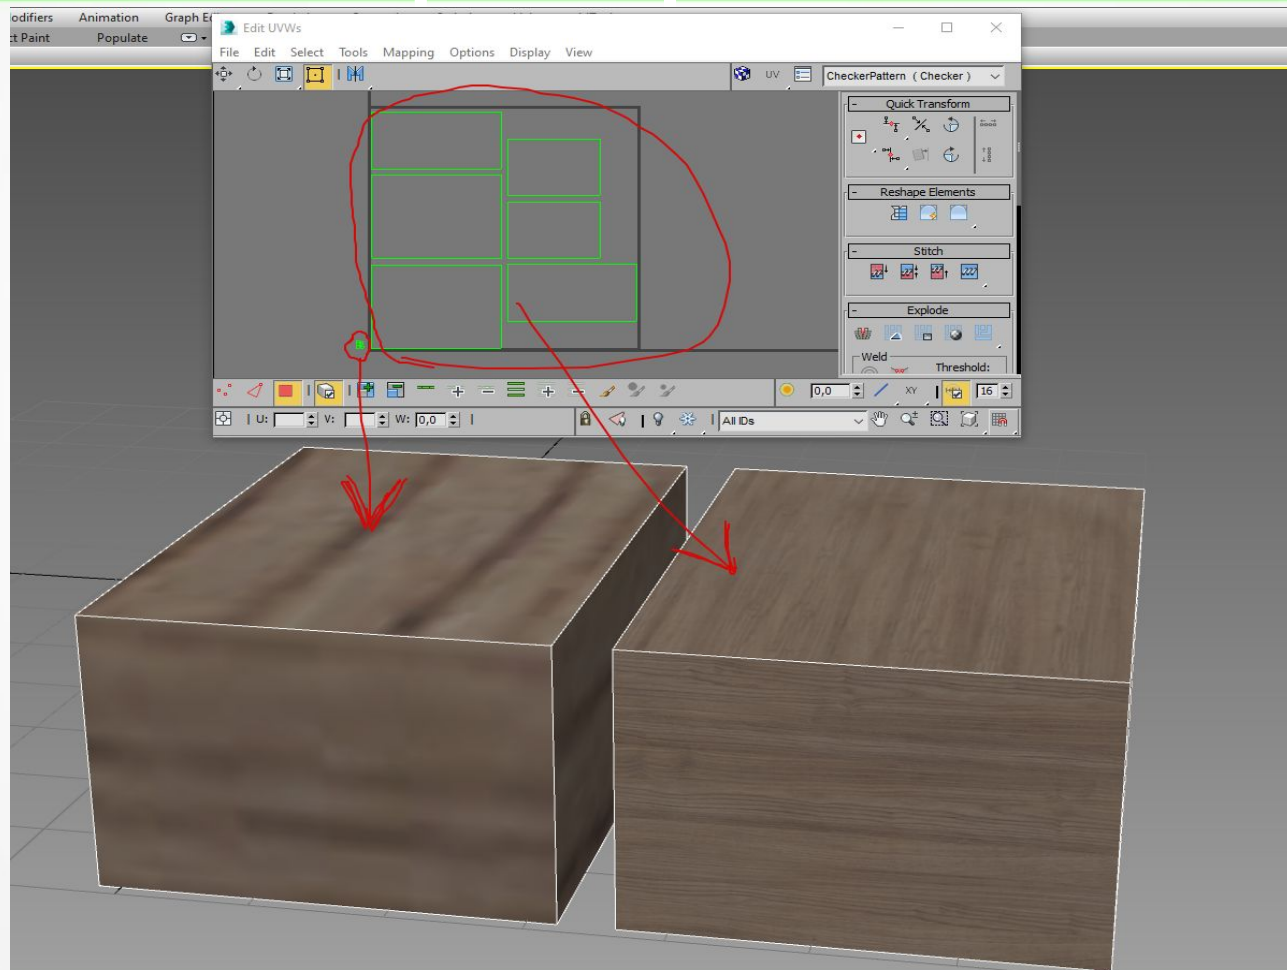 odifiers Animation Graph E
ct Paint Populate
Edit UVWs
File Edit Select Tools Mapping Options Display View
UV CheckerPattern ( Checker )
- Quick Transform
- Reshape Elements
- Stitch
- Explode
Weld
Threshold:
0,0 XY 16
U: V: W: 0,0 All IDs